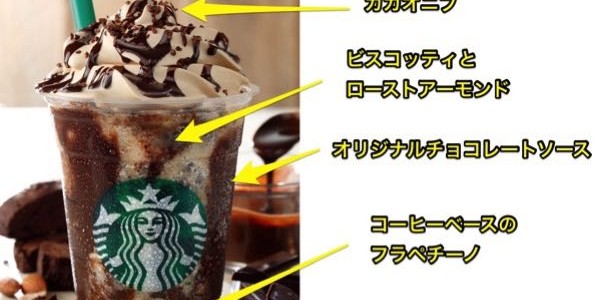 カカオニブ
ビスコッティと
ローストアーモンド
オリジナルチョコレートソース
コーヒーベースの
フラペチーノ